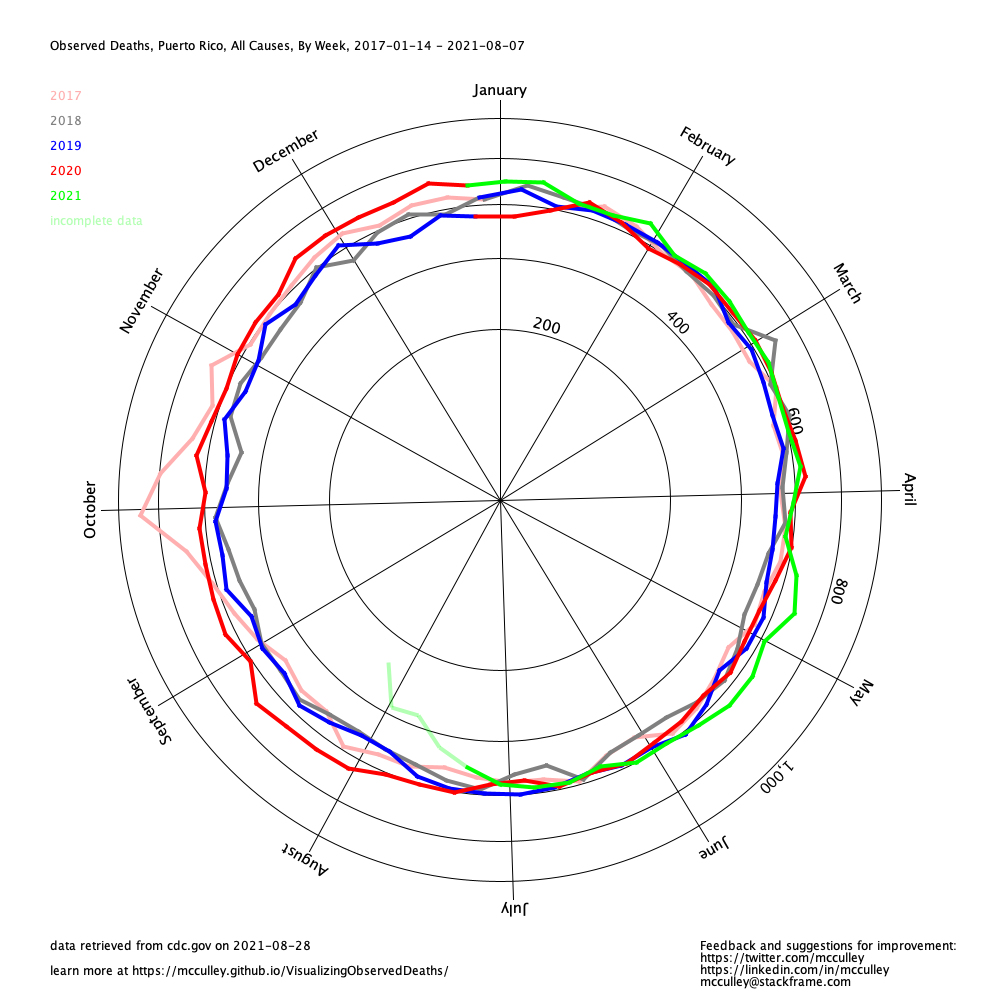 Observed Deaths, Puerto Rico, All Causes, By Week, 2017-01-14 - 2021-08-07
January
2017
2018
2019
2020
2021
incomplete data
December
February
November
March
200
400
600
October
April
800
September
May
1,000
August
June
July
data retrieved from cdc.gov on 2021-08-28
learn more at https://mcculley.github.io/VisualizingObservedDeaths/
Feedback and suggestions for improvement:
https://twitter.com/mcculley
https://linkedin.com/in/mcculley
mcculley@stackframe.com